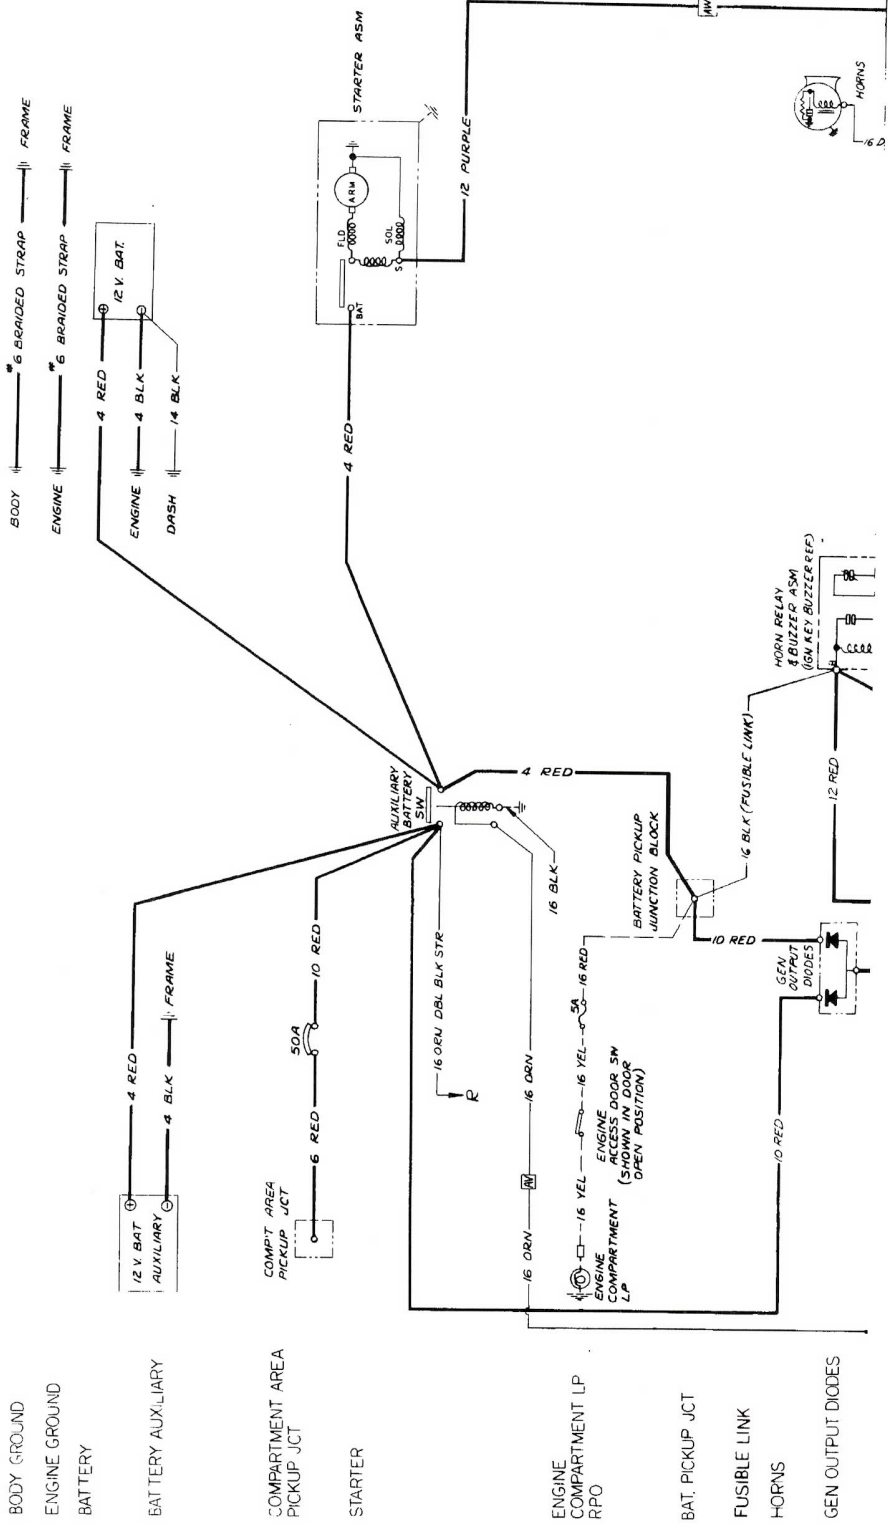 BODY
# 6 BRAIDED STRAP
FRAME
ENGINE
# 6 BRAIDED STRAP
FRAME
12 V. BAT.
4 RED
ENGINE
4 BLK
DASH
14 BLK
STARTER ASM
ARM
FLD
SOL
S
BAT
4 RED
12 PURPLE
AW
HORNS
16 D
HORN RELAY
& BUZZER ASM
(IGN KEY BUZZER REF)
B
AUXILIARY
BATTERY
SW
4 RED
16 BLK
BATTERY PICKUP
JUNCTION BLOCK
16 BLK (FUSIBLE LINK)
12 RED
10 RED
GEN
OUTPUT
DIODES
12 V. BAT
AUXILIARY
4 RED
4 BLK
FRAME
COMP'T AREA
PICKUP JCT
6 RED
50A
10 RED
16 ORN DBL BLK STR
R
16 ORN
AV
16 ORN
ENGINE
COMPARTMENT
LP
16 YEL
ENGINE
ACCESS DOOR SW
(SHOWN IN DOOR
OPEN POSITION)
16 YEL
5A
16 RED
10 RED
BODY GROUND
ENGINE GROUND
BATTERY
BATTERY AUXILIARY
COMPARTMENT AREA
PICKUP JCT
STARTER
ENGINE
COMPARTMENT LP
RPO
BAT. PICKUP JCT
FUSIBLE LINK
HORNS
GEN OUTPUT DIODES